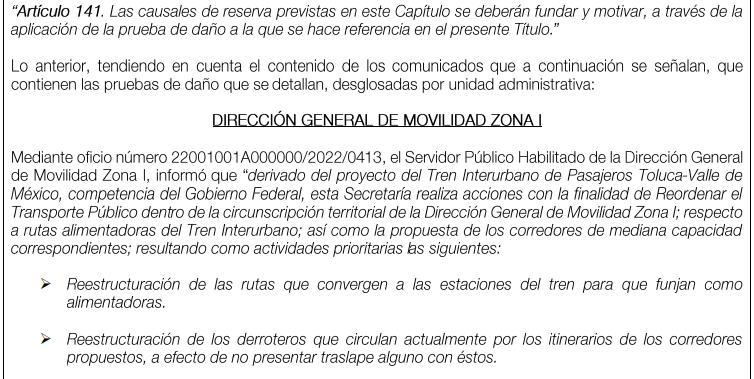 “Artículo 141. Las causales de reserva previstas en este Capítulo se deberán fundar y motivar, a través de la
aplicación de la prueba de daño a la que se hace referencia en el presente Título.”
Lo anterior, tendiendo en cuenta el contenido de los comunicados que a continuación se señalan, que
contienen las pruebas de daño que se detallan, desglosadas por unidad administrativa:
DIRECCIÓN GENERAL DE MOVILIDAD ZONA I
Mediante oficio número 22001001A000000/2022/0413, el Servidor Público Habilitado de la Dirección General
de Movilidad Zona I, informó que “derivado del proyecto del Tren Interurbano de Pasajeros Toluca-Valle de
México, competencia del Gobierno Federal, esta Secretaría realiza acciones con la finalidad de Reordenar el
Transporte Público dentro de la circunscripción territorial de la Dirección General de Movilidad Zona I; respecto
a rutas alimentadoras del Tren Interurbano; así como la propuesta de los corredores de mediana capacidad
correspondientes; resultando como actividades prioritarias las siguientes:
➢ Reestructuración de las rutas que convergen a las estaciones del tren para que funjan como
alimentadoras.
➢ Reestructuración de los derroteros que circulan actualmente por los itinerarios de los corredores
propuestos, a efecto de no presentar traslape alguno con éstos.